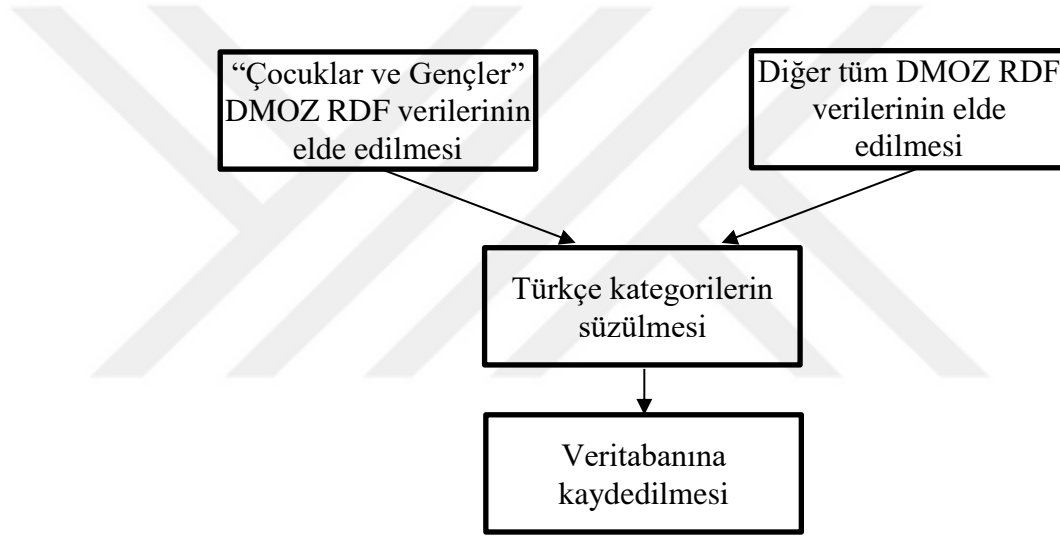 “Çocuklar ve Gençler”
DMOZ RDF verilerinin
elde edilmesi
Diğer tüm DMOZ RDF
verilerinin elde
edilmesi
Türkçe kategorilerin
süzülmesi
Veritabanına
kaydedilmesi